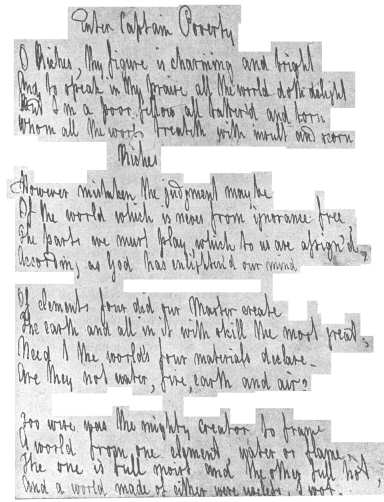 Enter Captain Poverty
O Riches, thy figure is charming and bright
And to speak in thy praise all the world doth delight
But I'm a poor fellow all tatter'd and torn
Whom all the world treateth with insult and scorn
Riches
However mistaken the judgment may be
Of the world which is never from ignorance free
The parts we must play, which to us are assign'd,
According as God has enlighten'd our mind
Of elements four did our Master create
The earth and all in it with skill the most great,
Need I the world's four materials declare
Are they not water, fire, earth and air?
Too wise was the mighty creator to frame
A world from one element, water or flame,
The one is full moist and the other full hot,
And a world made of either were useless, I wot.